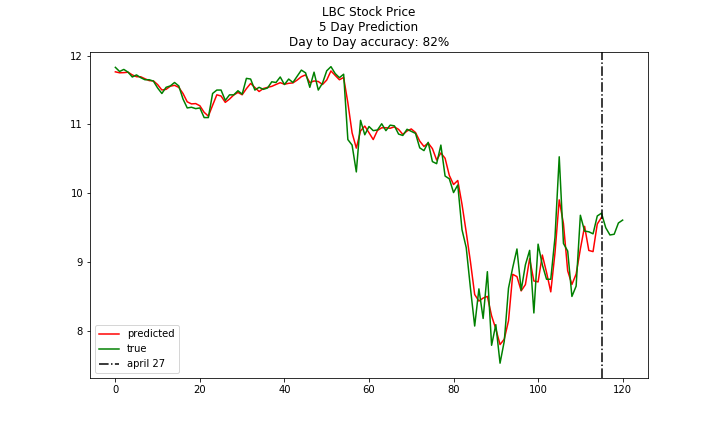 LBC Stock Price
5 Day Prediction
Day to Day accuracy: 82%
12
11
10
9
8
predicted
true
april 27
0
20
40
60
80
100
120